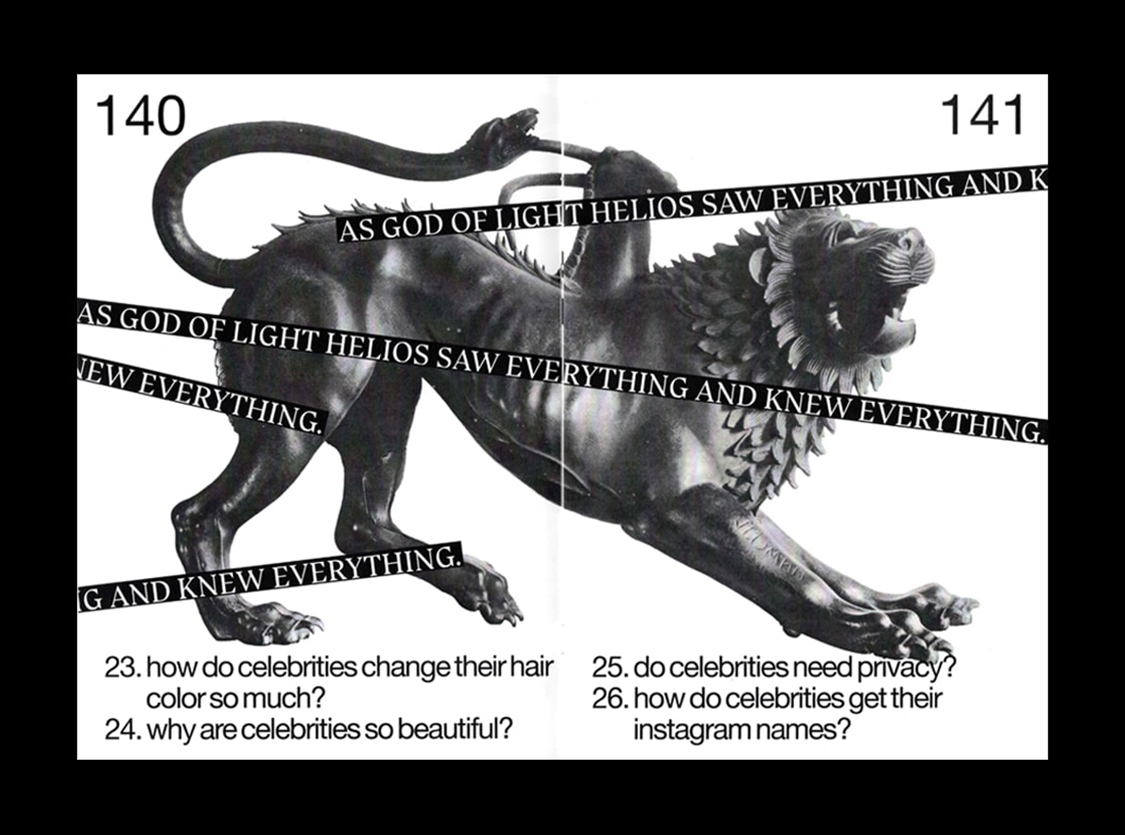 140
141
AS GOD OF LIGHT HELIOS SAW EVERYTHING AND K
AS GOD OF LIGHT HELIOS SAW EVERYTHING AND KNEW EVERYTHING.
NEW EVERYTHING.
G AND KNEW EVERYTHING.
23. how do celebrities change their hair
color so much?
24. why are celebrities so beautiful?
25. do celebrities need privacy?
26. how do celebrities get their
instagram names?